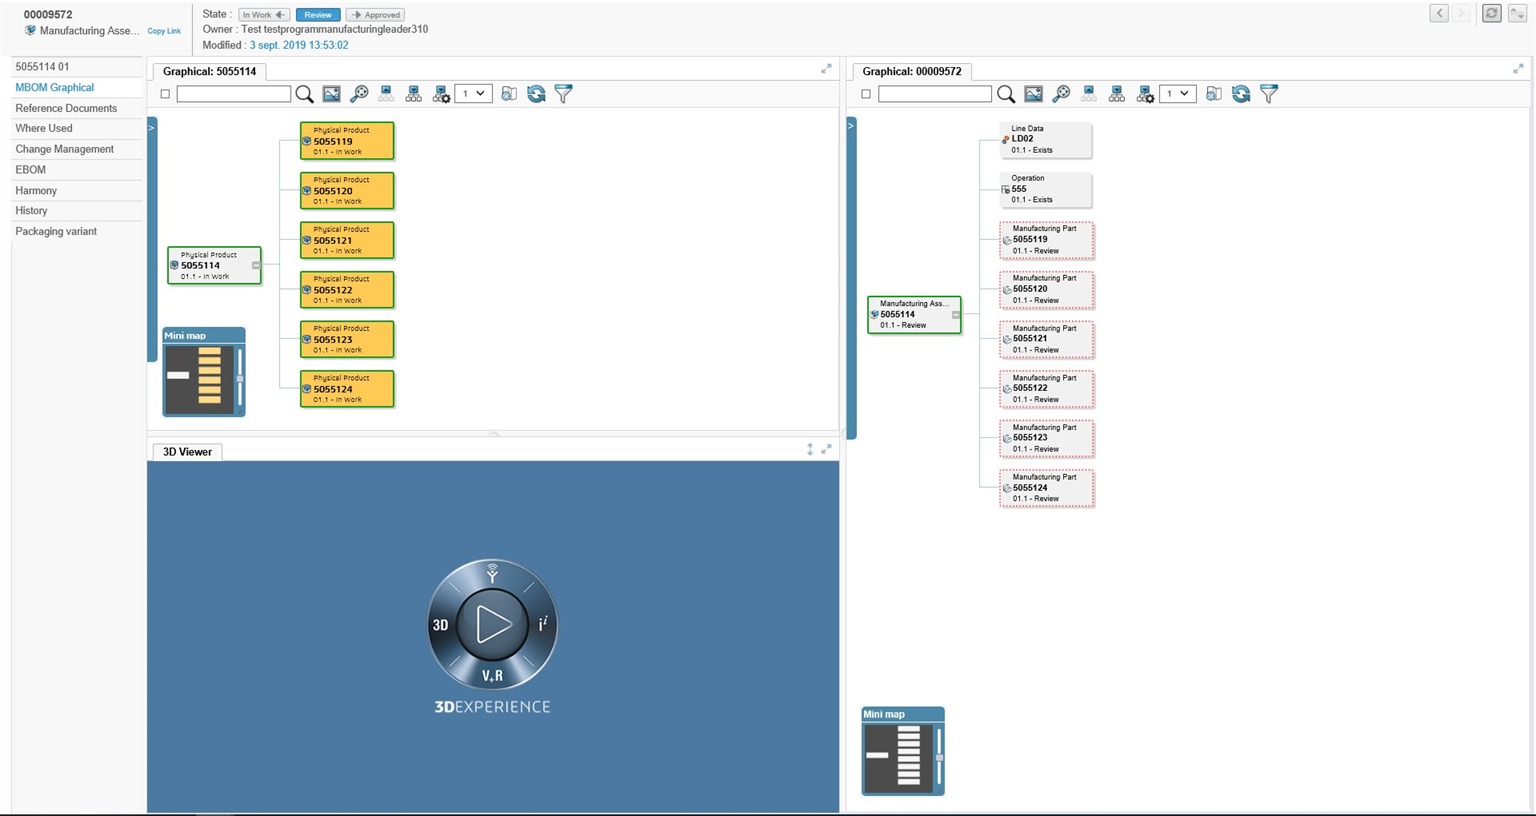 00009572
Manufacturing Asse... Copy Link
State : In Work Review Approved
Owner : Test testprogrammanufacturingleader310
Modified : 3 sept. 2019 13:53:02
5055114 01
MBOM Graphical
Reference Documents
Where Used
Change Management
EBOM
Harmony
History
Packaging variant
Graphical: 5055114
1
Physical Product
5055114
01.1 - In Work
Physical Product
5055119
01.1 - In Work
Physical Product
5055120
01.1 - In Work
Physical Product
5055121
01.1 - In Work
Physical Product
5055122
01.1 - In Work
Physical Product
5055123
01.1 - In Work
Physical Product
5055124
01.1 - In Work
Mini map
3D Viewer
3D
V+R
i i
3DEXPERIENCE
Graphical: 00009572
1
Manufacturing Ass...
5055114
01.1 - Review
Line Data
LD02
01.1 - Exists
Operation
555
01.1 - Exists
Manufacturing Part
5055119
01.1 - Review
Manufacturing Part
5055120
01.1 - Review
Manufacturing Part
5055121
01.1 - Review
Manufacturing Part
5055122
01.1 - Review
Manufacturing Part
5055123
01.1 - Review
Manufacturing Part
5055124
01.1 - Review
Mini map